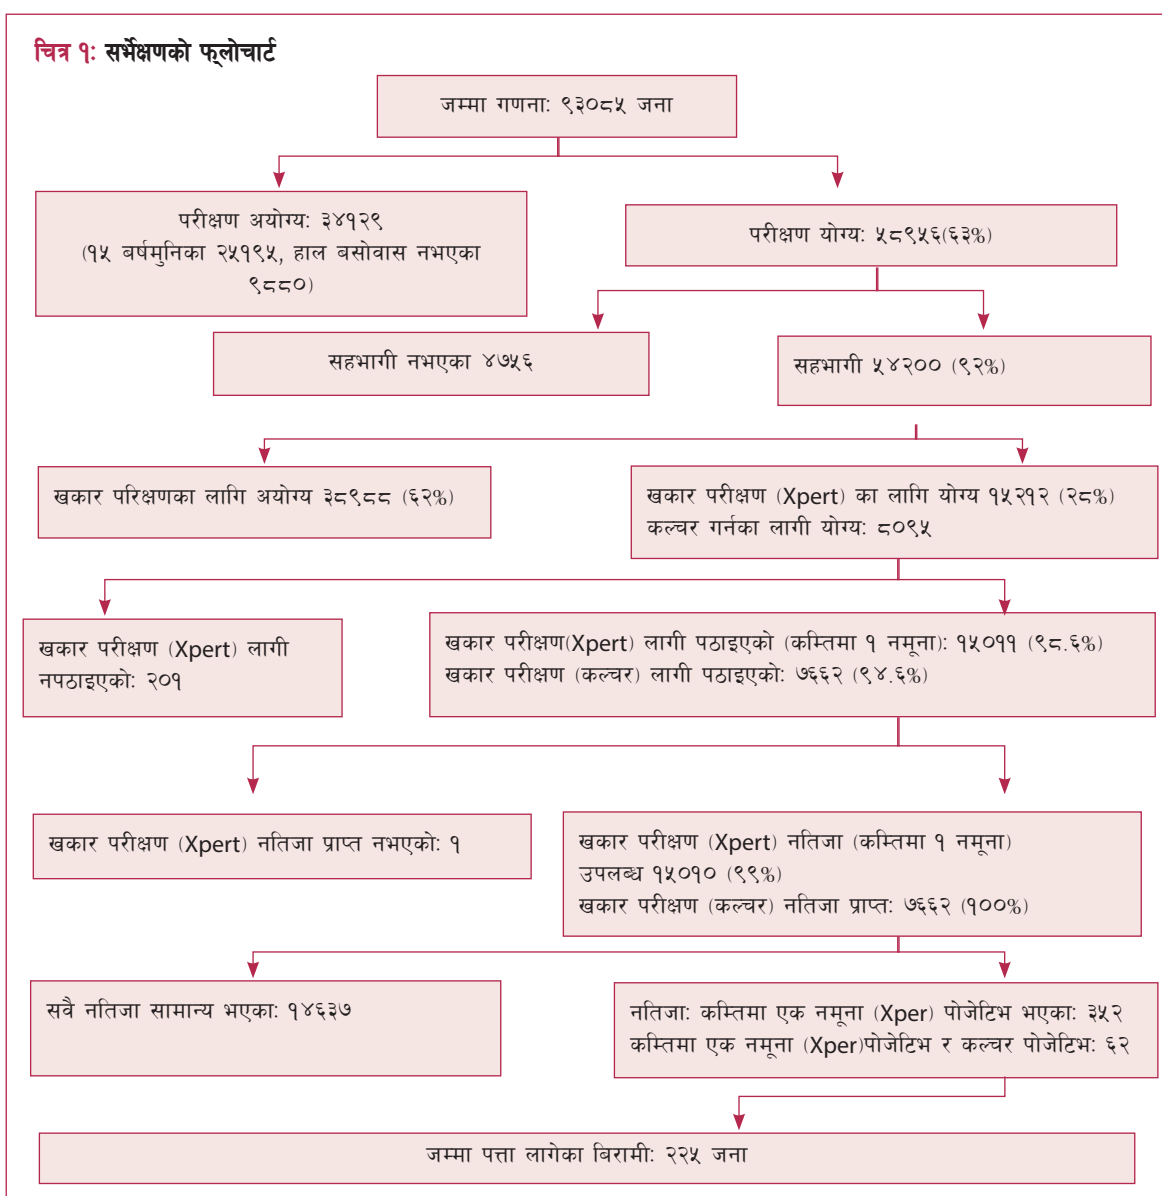 चित्र १: सर्भेक्षणको फ्लोचार्ट
जम्मा गणना: ९३०८५ जना
परीक्षण अयोग्य: ३४१२९
(१५ बर्षमुनिका २५१९५, हाल बसोवास नभएका
९८८०)
परीक्षण योग्य: ५८९५६(६३%)
सहभागी नभएका ४७५६
सहभागी ५४२०० (९२%)
खकार परिक्षणका लागि अयोग्य ३८९८८ (६२%)
खकार परीक्षण (Xpert) का लागि योग्य १५२१२ (२८%)
कल्चर गर्नका लागी योग्य: ८०९५
खकार परीक्षण (Xpert) लागी
नपठाइएको: २०१
खकार परीक्षण(Xpert) लागी पठाइएको (कम्तिमा १ नमूना): १५०११ (९८.६%)
खकार परीक्षण (कल्चर) लागी पठाइएको: ७६६२ (९४.६%)
खकार परीक्षण (Xpert) नतिजा प्राप्त नभएको: १
खकार परीक्षण (Xpert) नतिजा (कम्तिमा १ नमूना)
उपलब्ध १५०१० (९९%)
खकार परीक्षण (कल्चर) नतिजा प्राप्त: ७६६२ (१००%)
सवै नतिजा सामान्य भएका: १४६३७
नतिजा: कम्तिमा एक नमूना (Xper) पोजेटिभ भएका: ३५२
कम्तिमा एक नमूना (Xper)पोजेटिभ र कल्चर पोजेटिभ: ६२
जम्मा पत्ता लागेका बिरामी: २२५ जना